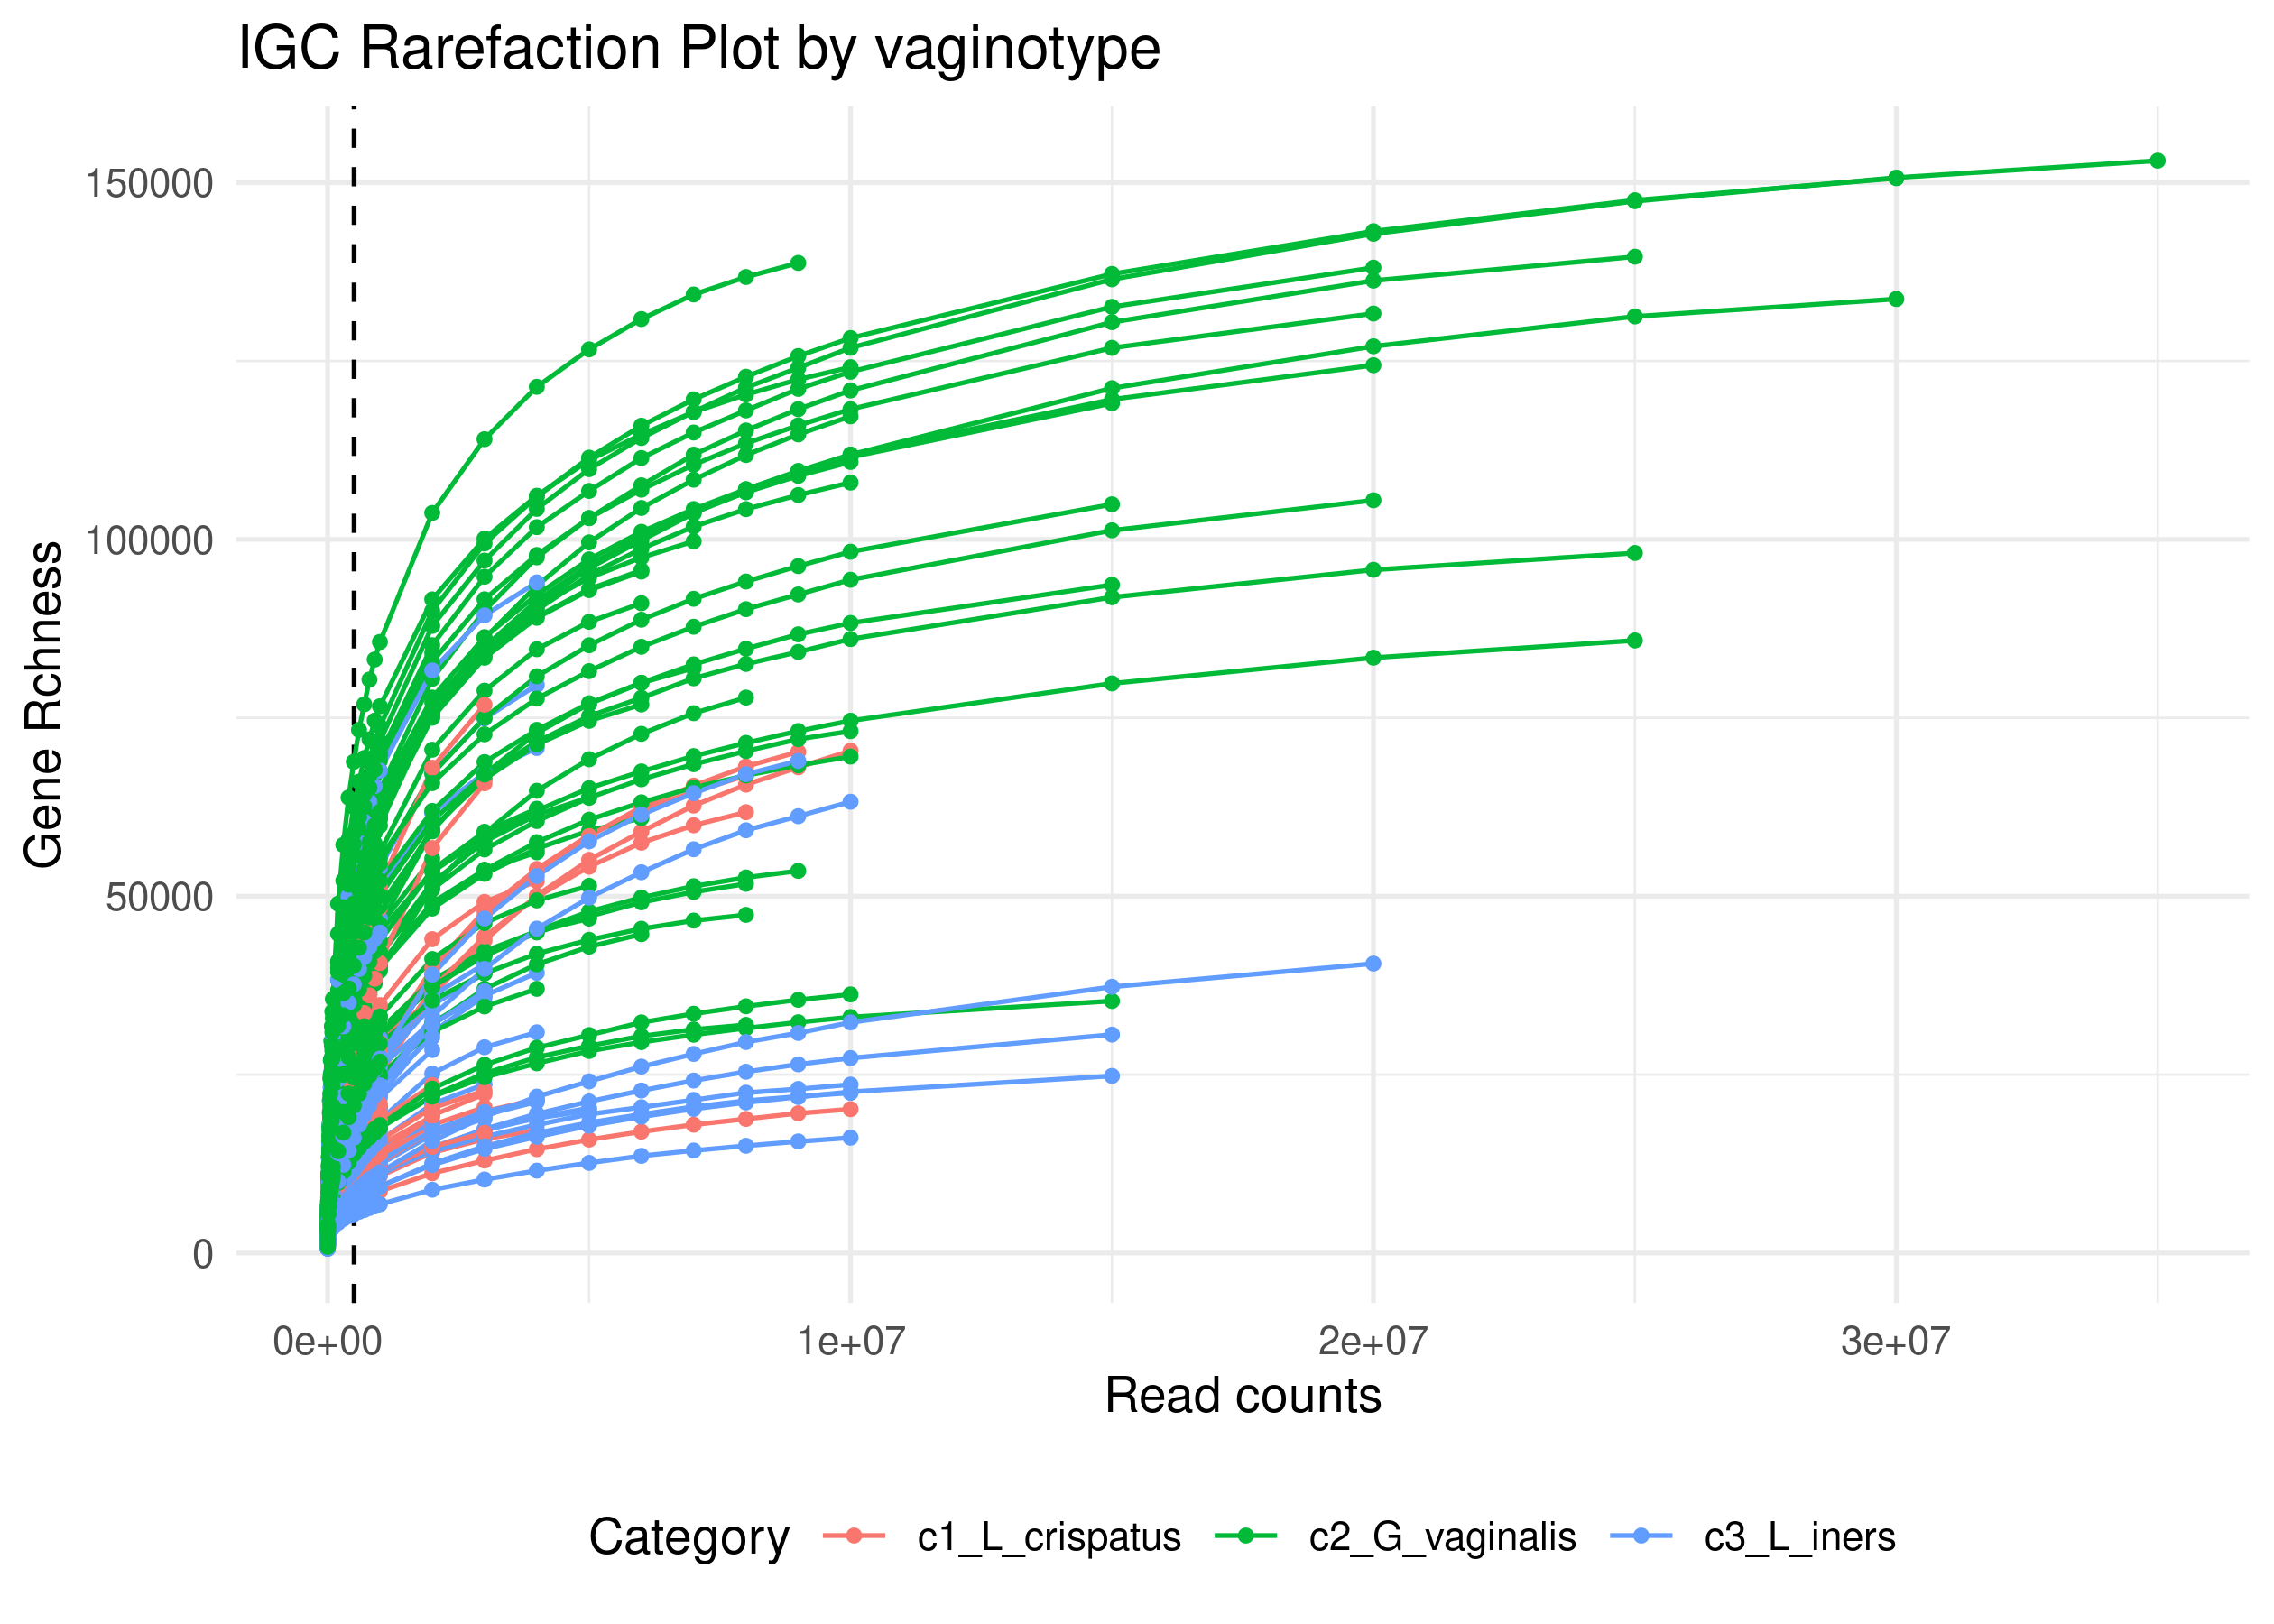 IGC Rarefaction Plot by vaginotype
150000
100000
50000
0
Gene Rchness
0e+00 1e+07 2e+07 3e+07
Read counts
Category c1_L_crispatus c2_G_vaginalis c3_L_iners